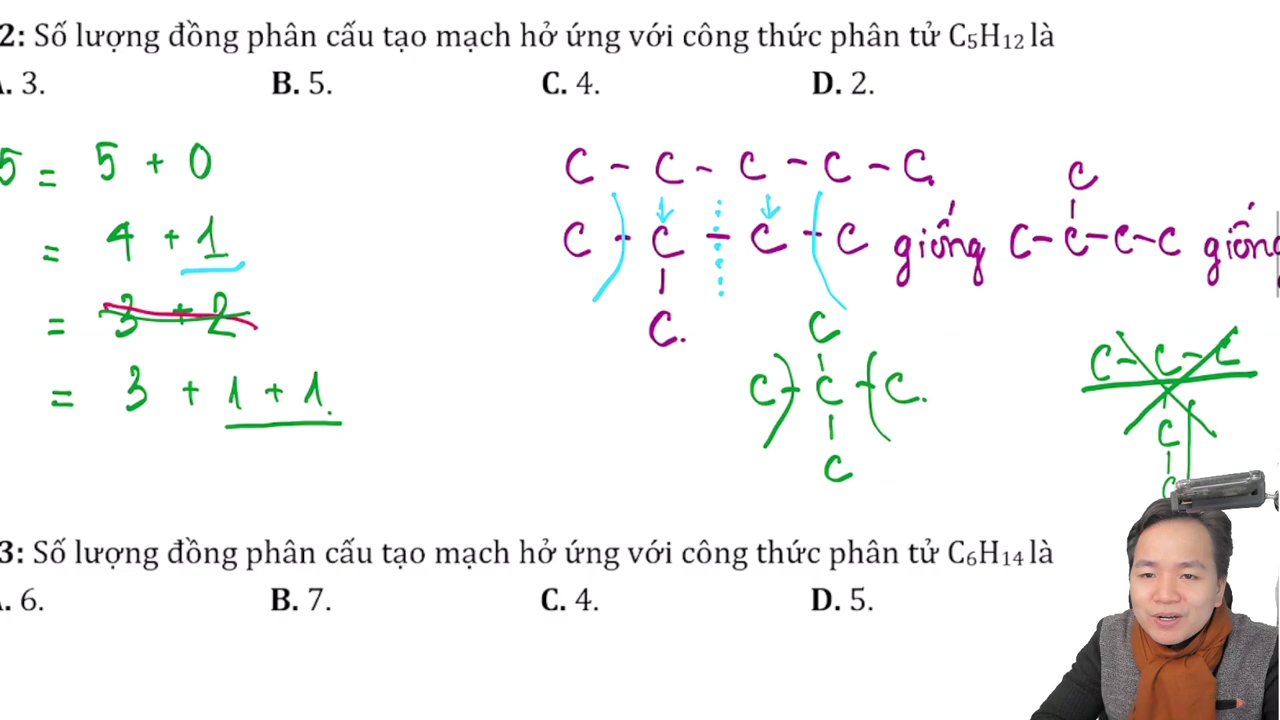 2: Số lượng đồng phân cấu tạo mạch hở ứng với công thức phân tử C₅H₁₂ là
. 3. B. 5. C. 4. D. 2.
5 = 5 + 0
= 4 + 1
= 3 + 2
= 3 + 1 + 1.
C - C - C - C - C.
C - C - C - C giống C - C - C - C giống
C
C.
C
C - C - C.
C
C - C - C
C
C
3: Số lượng đồng phân cấu tạo mạch hở ứng với công thức phân tử C₆H₁₄ là
. 6. B. 7. C. 4. D. 5.